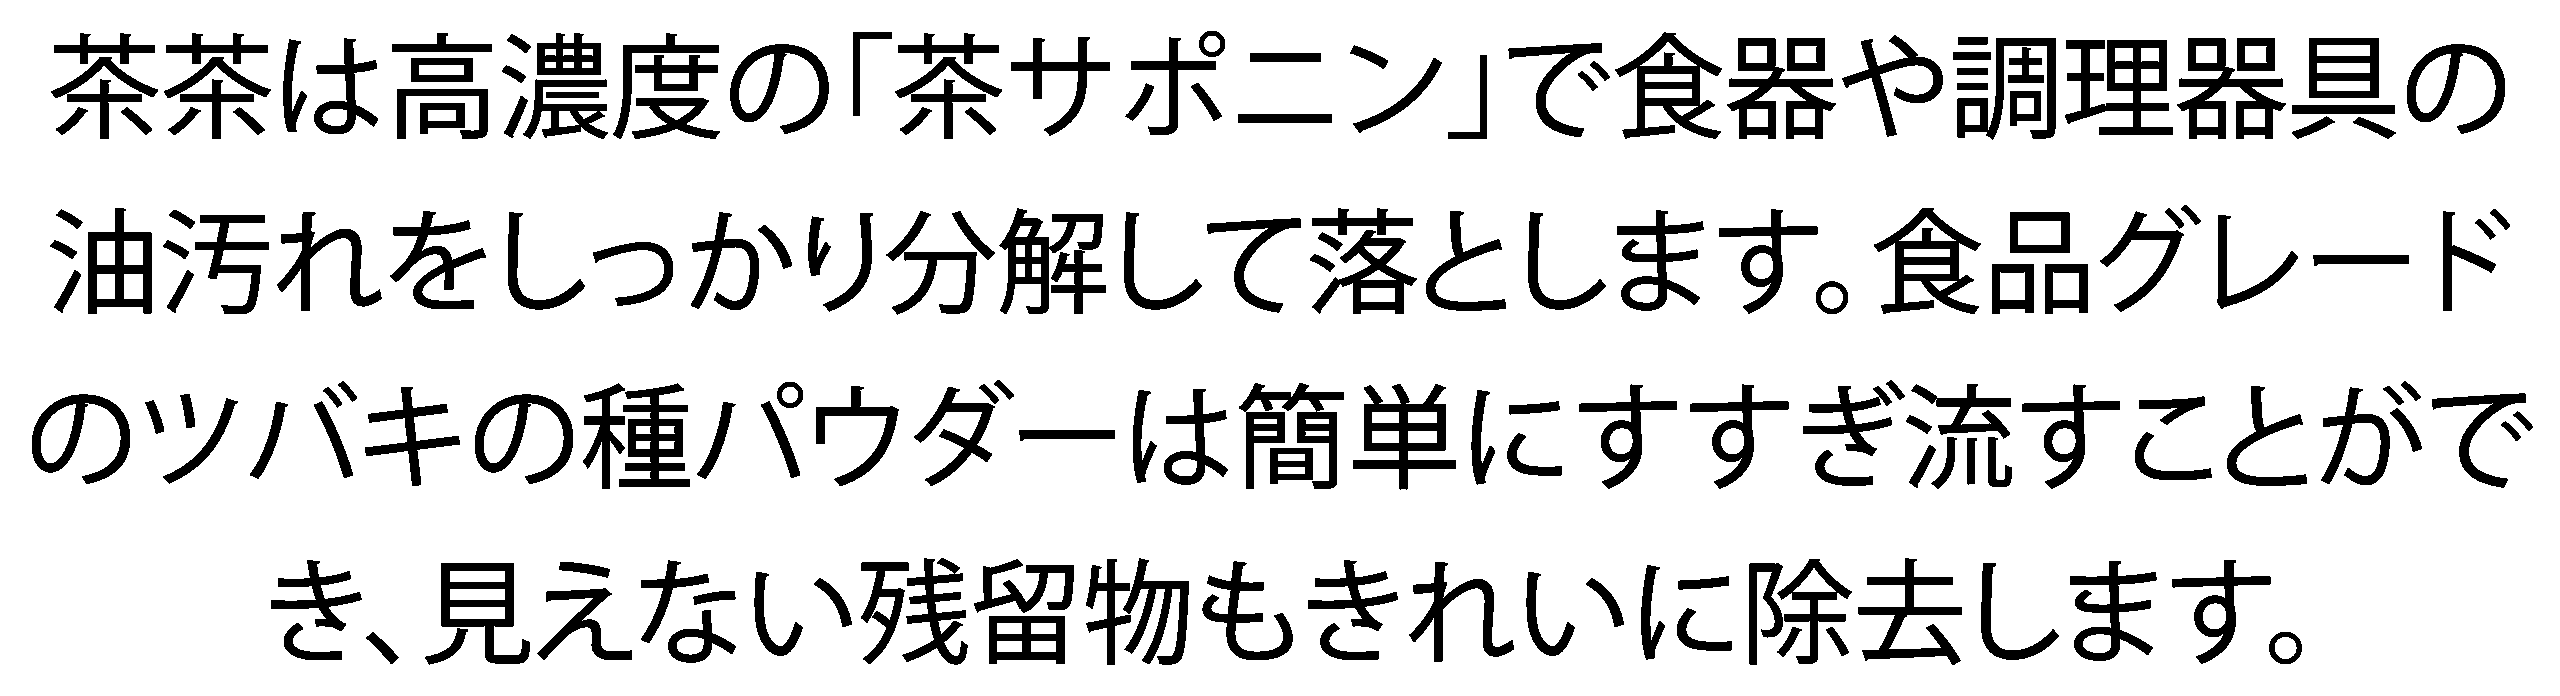 茶茶は高濃度の「茶サポニン」で食器や調理器具の
油汚れをしっかり分解して落とします。食品グレード
のツバキの種パウダーは簡単にすすぎ流すことがで
き、見えない残留物もきれいに除去します。